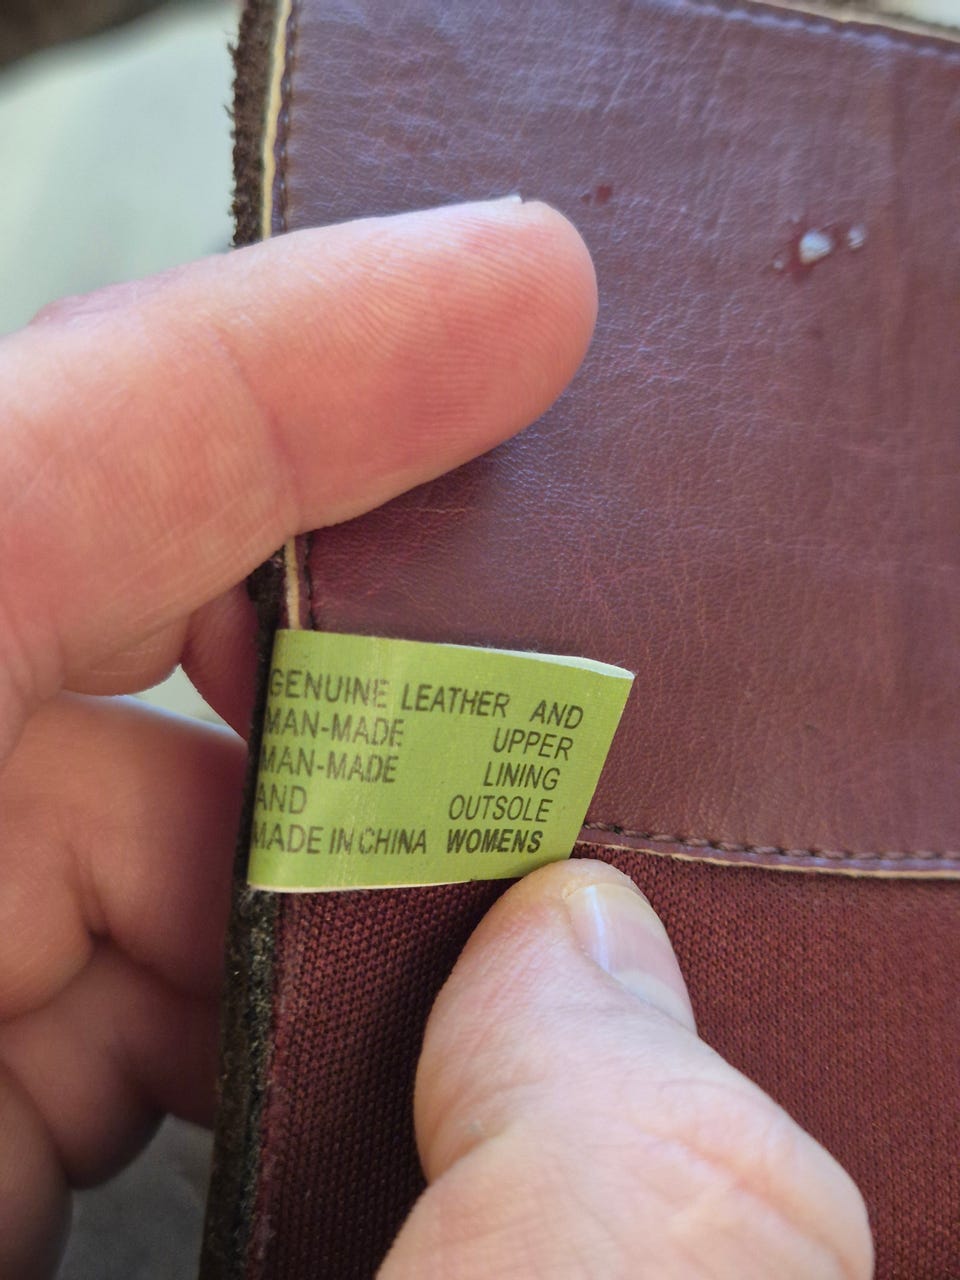 GENUINE LEATHER AND
MAN-MADE UPPER
MAN-MADE LINING
AND OUTSOLE
MADE IN CHINA WOMENS